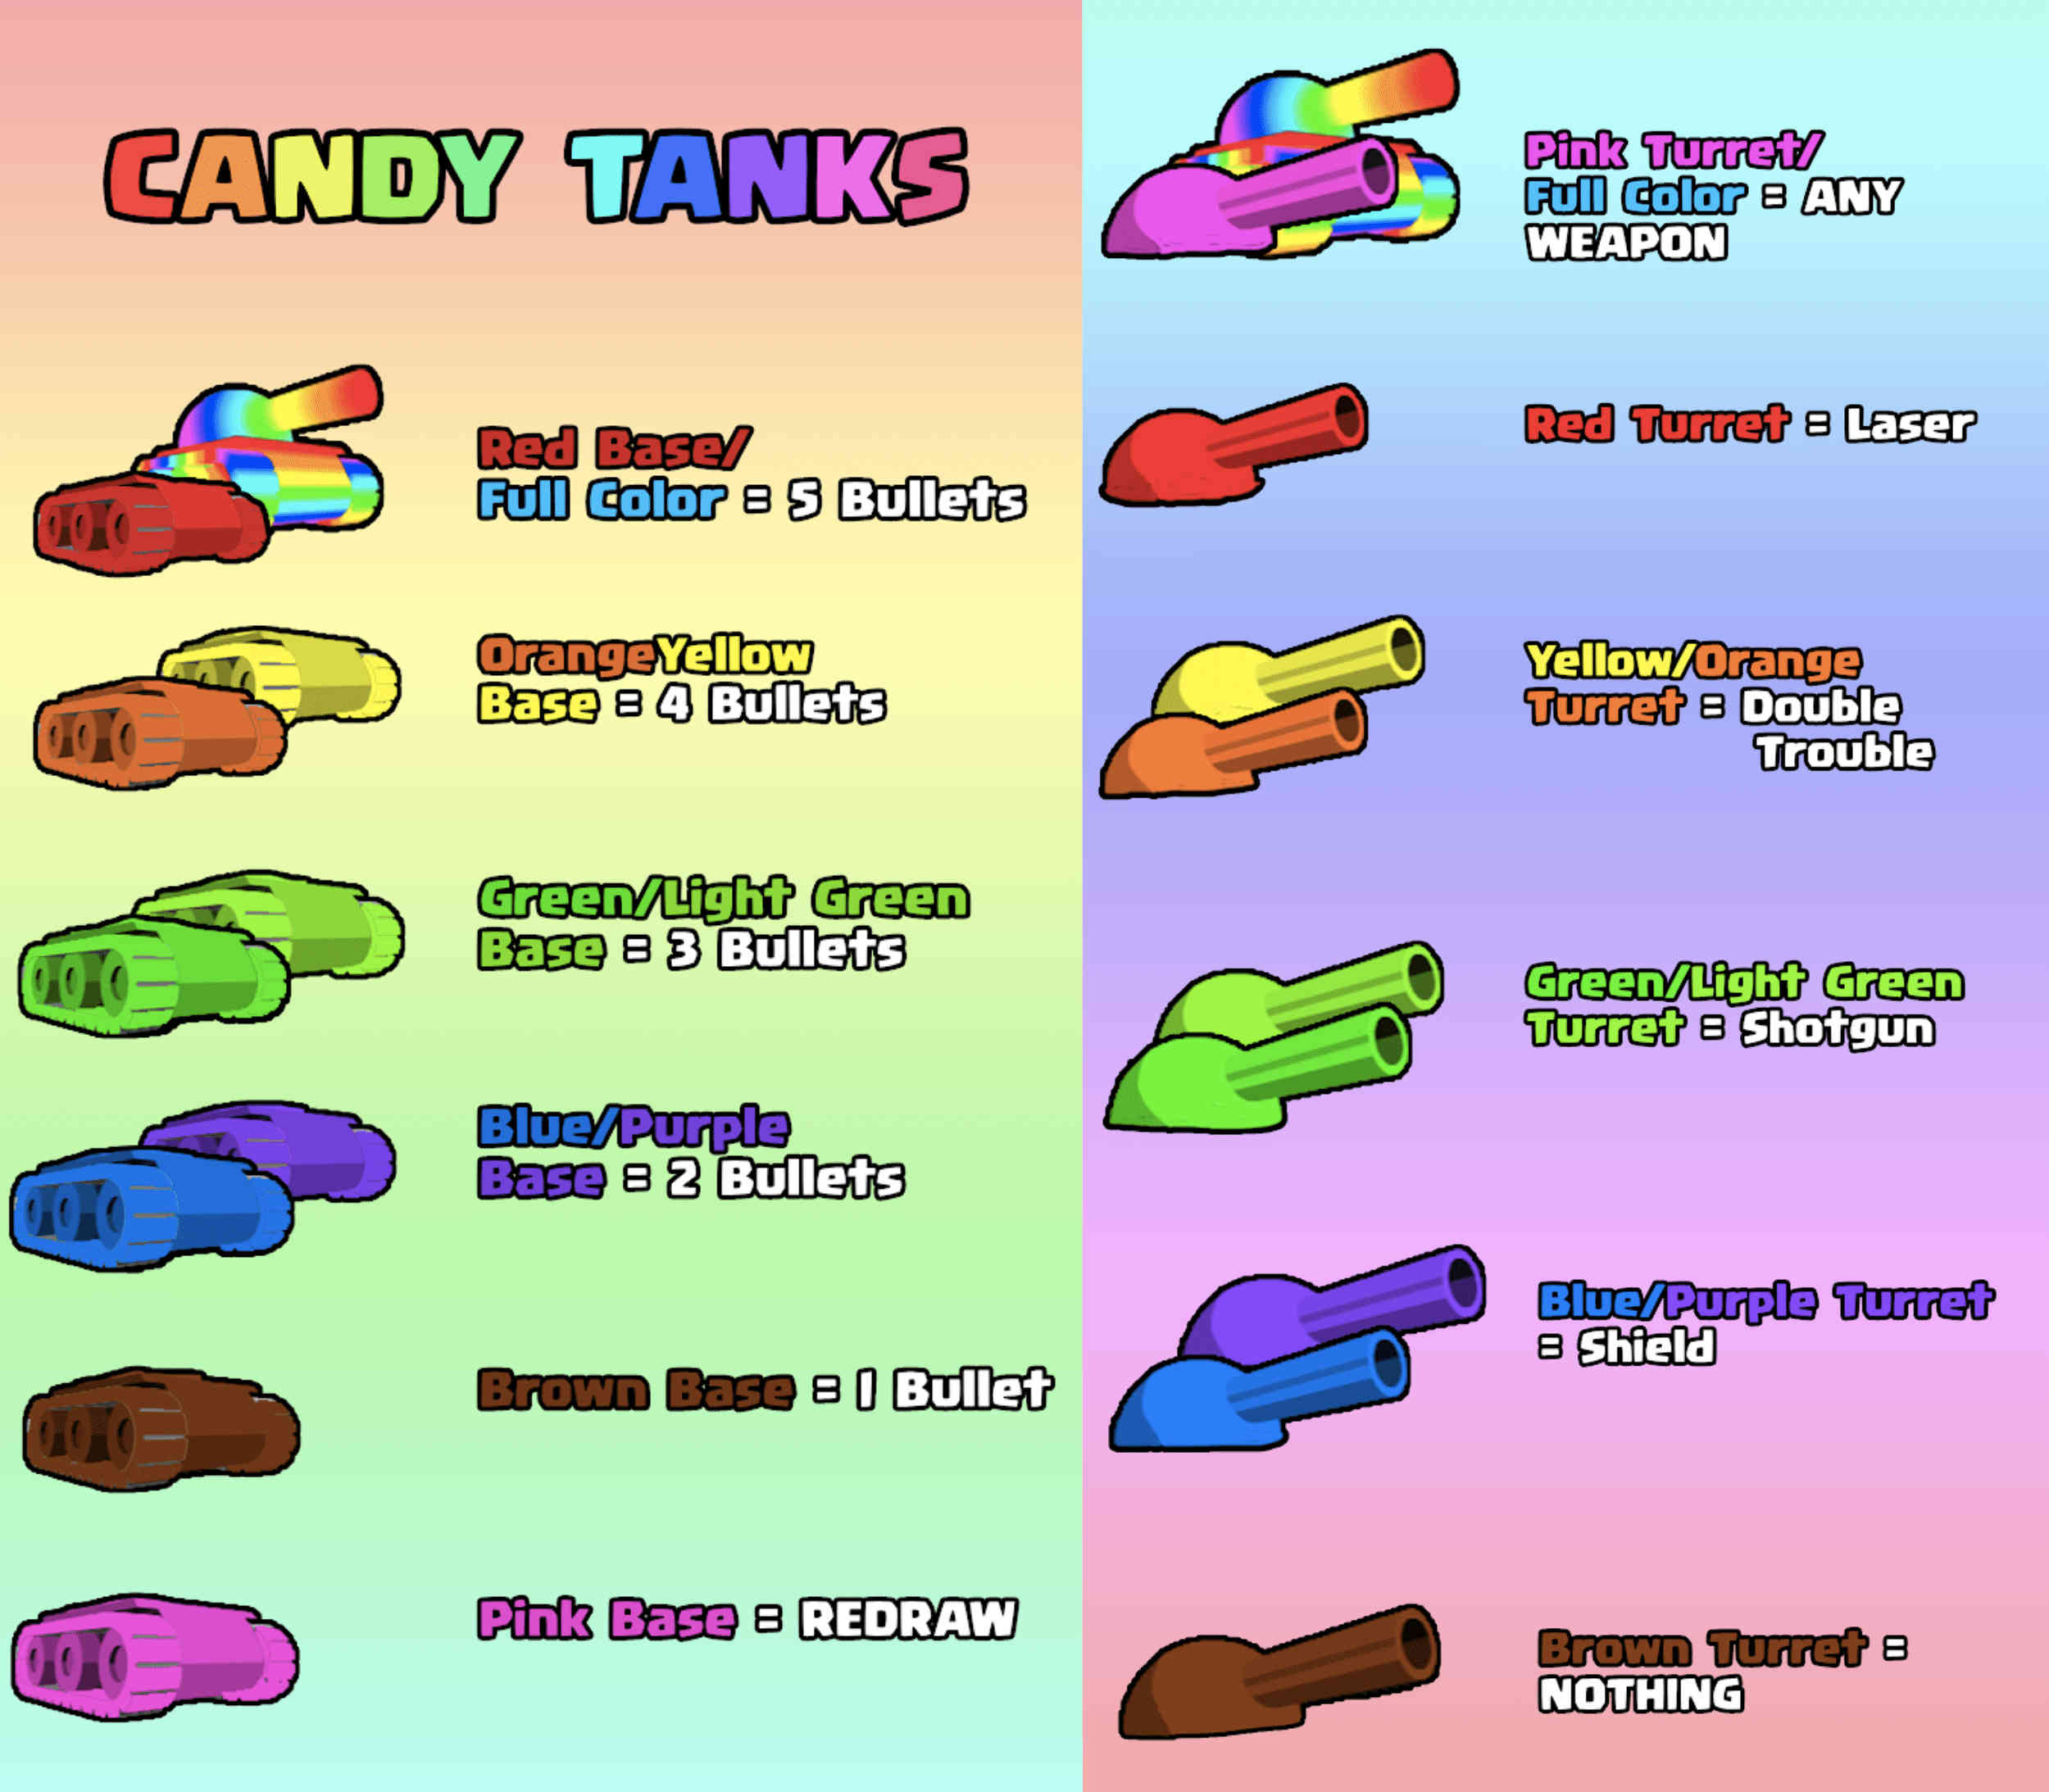 CANDY TANKS
Red Base/
Full Color = 5 Bullets
OrangeYellow
Base = 4 Bullets
Green/Light Green
Base = 3 Bullets
Blue/Purple
Base = 2 Bullets
Brown Base = 1 Bullet
Pink Base = REDRAW
Pink Turret/
Full Color = ANY
WEAPON
Red Turret = Laser
Yellow/Orange
Turret = Double
Trouble
Green/Light Green
Turret = Shotgun
Blue/Purple Turret
= Shield
Brown Turret =
NOTHING